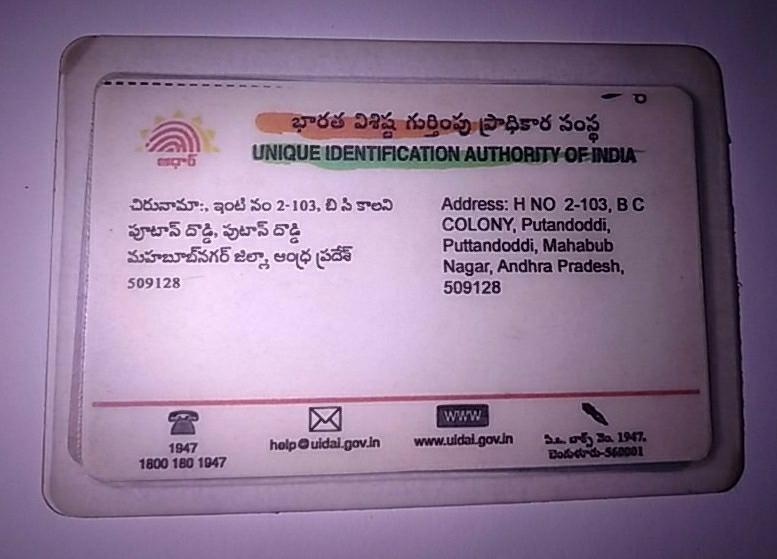 భారత విశిష్ట గుర్తింపు ప్రాధికార సంస్థ
ఆధార్
UNIQUE IDENTIFICATION AUTHORITY OF INDIA
చిరునామా:, ఇంటి నం 2-103, బి సి కాలని
పూటాన్ దొడ్డి, పుటాన్ దొడ్డి
మహబూబ్‌నగర్ జిల్లా ఆంధ్ర ప్రదేశ్
509128
Address: H NO 2-103, B C
COLONY, Putandoddi,
Puttandoddi, Mahabub
Nagar, Andhra Pradesh,
509128
1947
1800 180 1947
help@uidai.gov.in
WWW
www.uidai.gov.in
పి.ఒ. బాక్స్ నెం. 1947,
బెంగుళూరు-560001